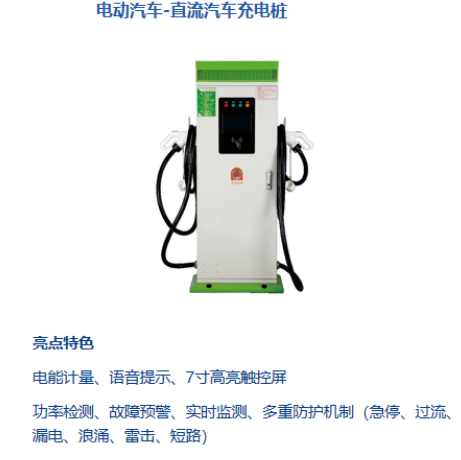 电动汽车-直流汽车充电桩
亮点特色
电能计量、语音提示、7寸高亮触控屏
功率检测、故障预警、实时监测、多重防护机制（急停、过流、
漏电、浪涌、雷击、短路）